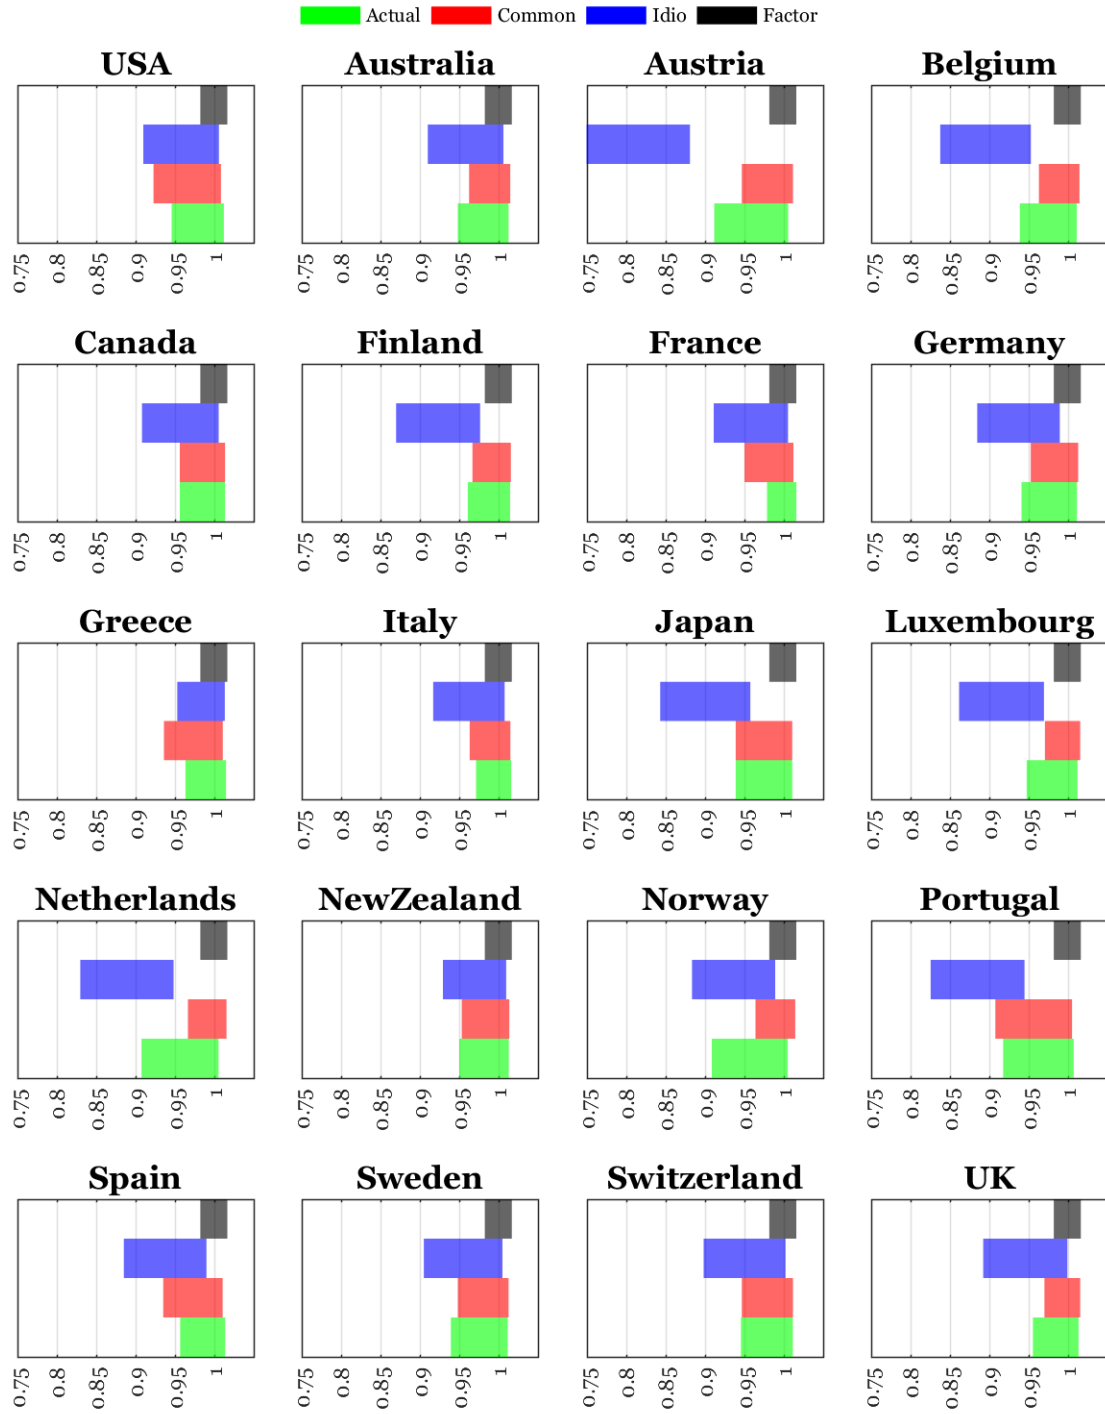 Actual Common Idio Factor
USA Australia Austria Belgium
0.75 0.8 0.85 0.9 0.95 1 0.75 0.8 0.85 0.9 0.95 1 0.75 0.8 0.85 0.9 0.95 1 0.75 0.8 0.85 0.9 0.95 1
Canada Finland France Germany
0.75 0.8 0.85 0.9 0.95 1 0.75 0.8 0.85 0.9 0.95 1 0.75 0.8 0.85 0.9 0.95 1 0.75 0.8 0.85 0.9 0.95 1
Greece Italy Japan Luxembourg
0.75 0.8 0.85 0.9 0.95 1 0.75 0.8 0.85 0.9 0.95 1 0.75 0.8 0.85 0.9 0.95 1 0.75 0.8 0.85 0.9 0.95 1
Netherlands NewZealand Norway Portugal
0.75 0.8 0.85 0.9 0.95 1 0.75 0.8 0.85 0.9 0.95 1 0.75 0.8 0.85 0.9 0.95 1 0.75 0.8 0.85 0.9 0.95 1
Spain Sweden Switzerland UK
0.75 0.8 0.85 0.9 0.95 1 0.75 0.8 0.85 0.9 0.95 1 0.75 0.8 0.85 0.9 0.95 1 0.75 0.8 0.85 0.9 0.95 1